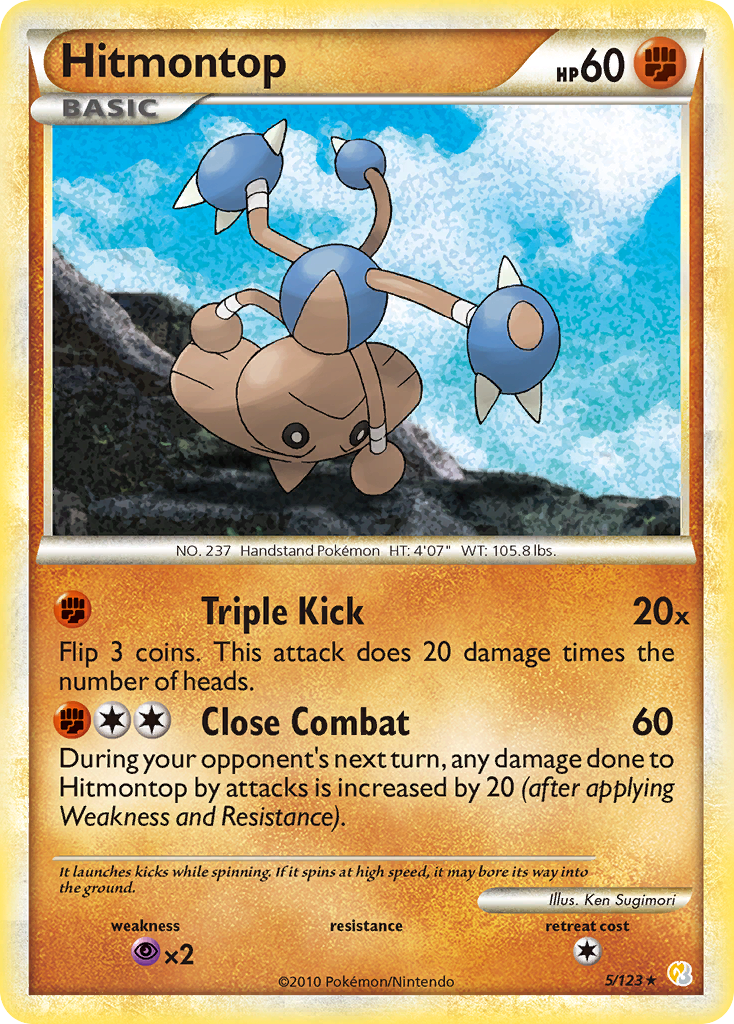 Hitmontop
HP60
BASIC
NO. 237 Handstand Pokémon HT: 4'07" WT: 105.8 lbs.
Triple Kick 20x
Flip 3 coins. This attack does 20 damage times the
number of heads.
Close Combat 60
During your opponent's next turn, any damage done to
Hitmontop by attacks is increased by 20 (after applying
Weakness and Resistance).
It launches kicks while spinning. If it spins at high speed, it may bore its way into
the ground.
Illus. Ken Sugimori
weakness resistance retreat cost
×2
©2010 Pokémon/Nintendo 5/123★